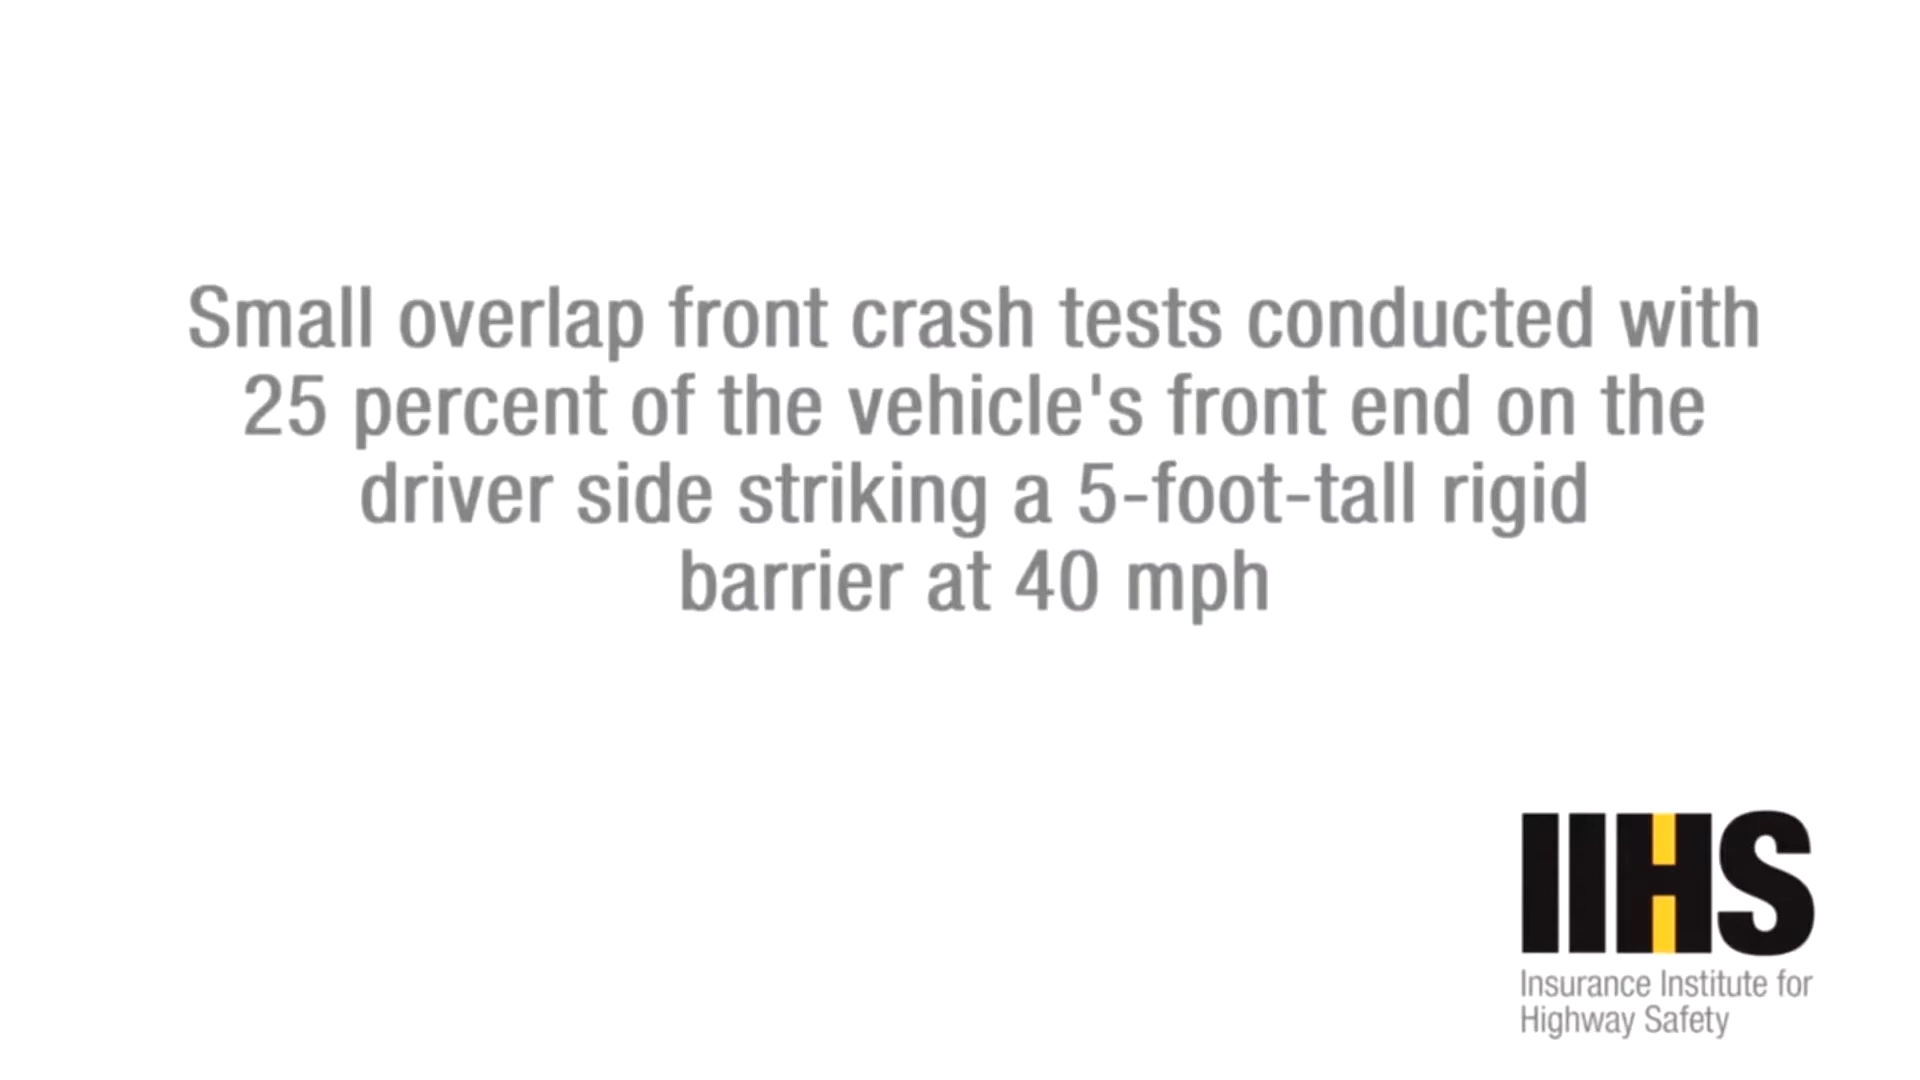 Small overlap front crash tests conducted with
25 percent of the vehicle's front end on the
driver side striking a 5-foot-tall rigid
barrier at 40 mph
IIHS
Insurance Institute for
Highway Safety